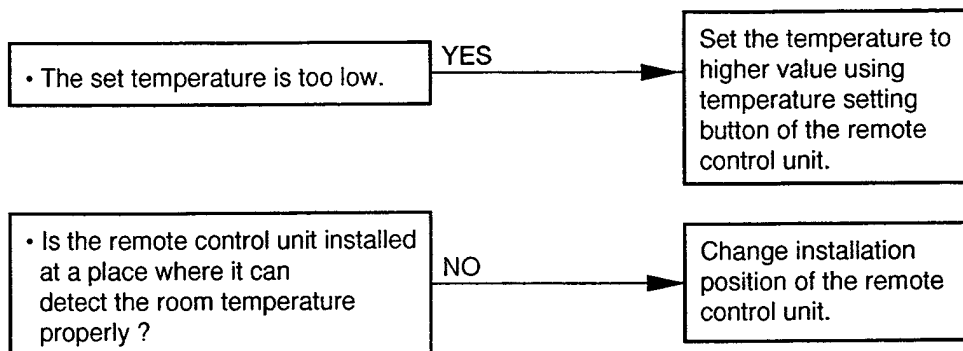 • The set temperature is too low.
YES
Set the temperature to
higher value using
temperature setting
button of the remote
control unit.
• Is the remote control unit installed
at a place where it can
detect the room temperature
properly ?
NO
Change installation
position of the remote
control unit.